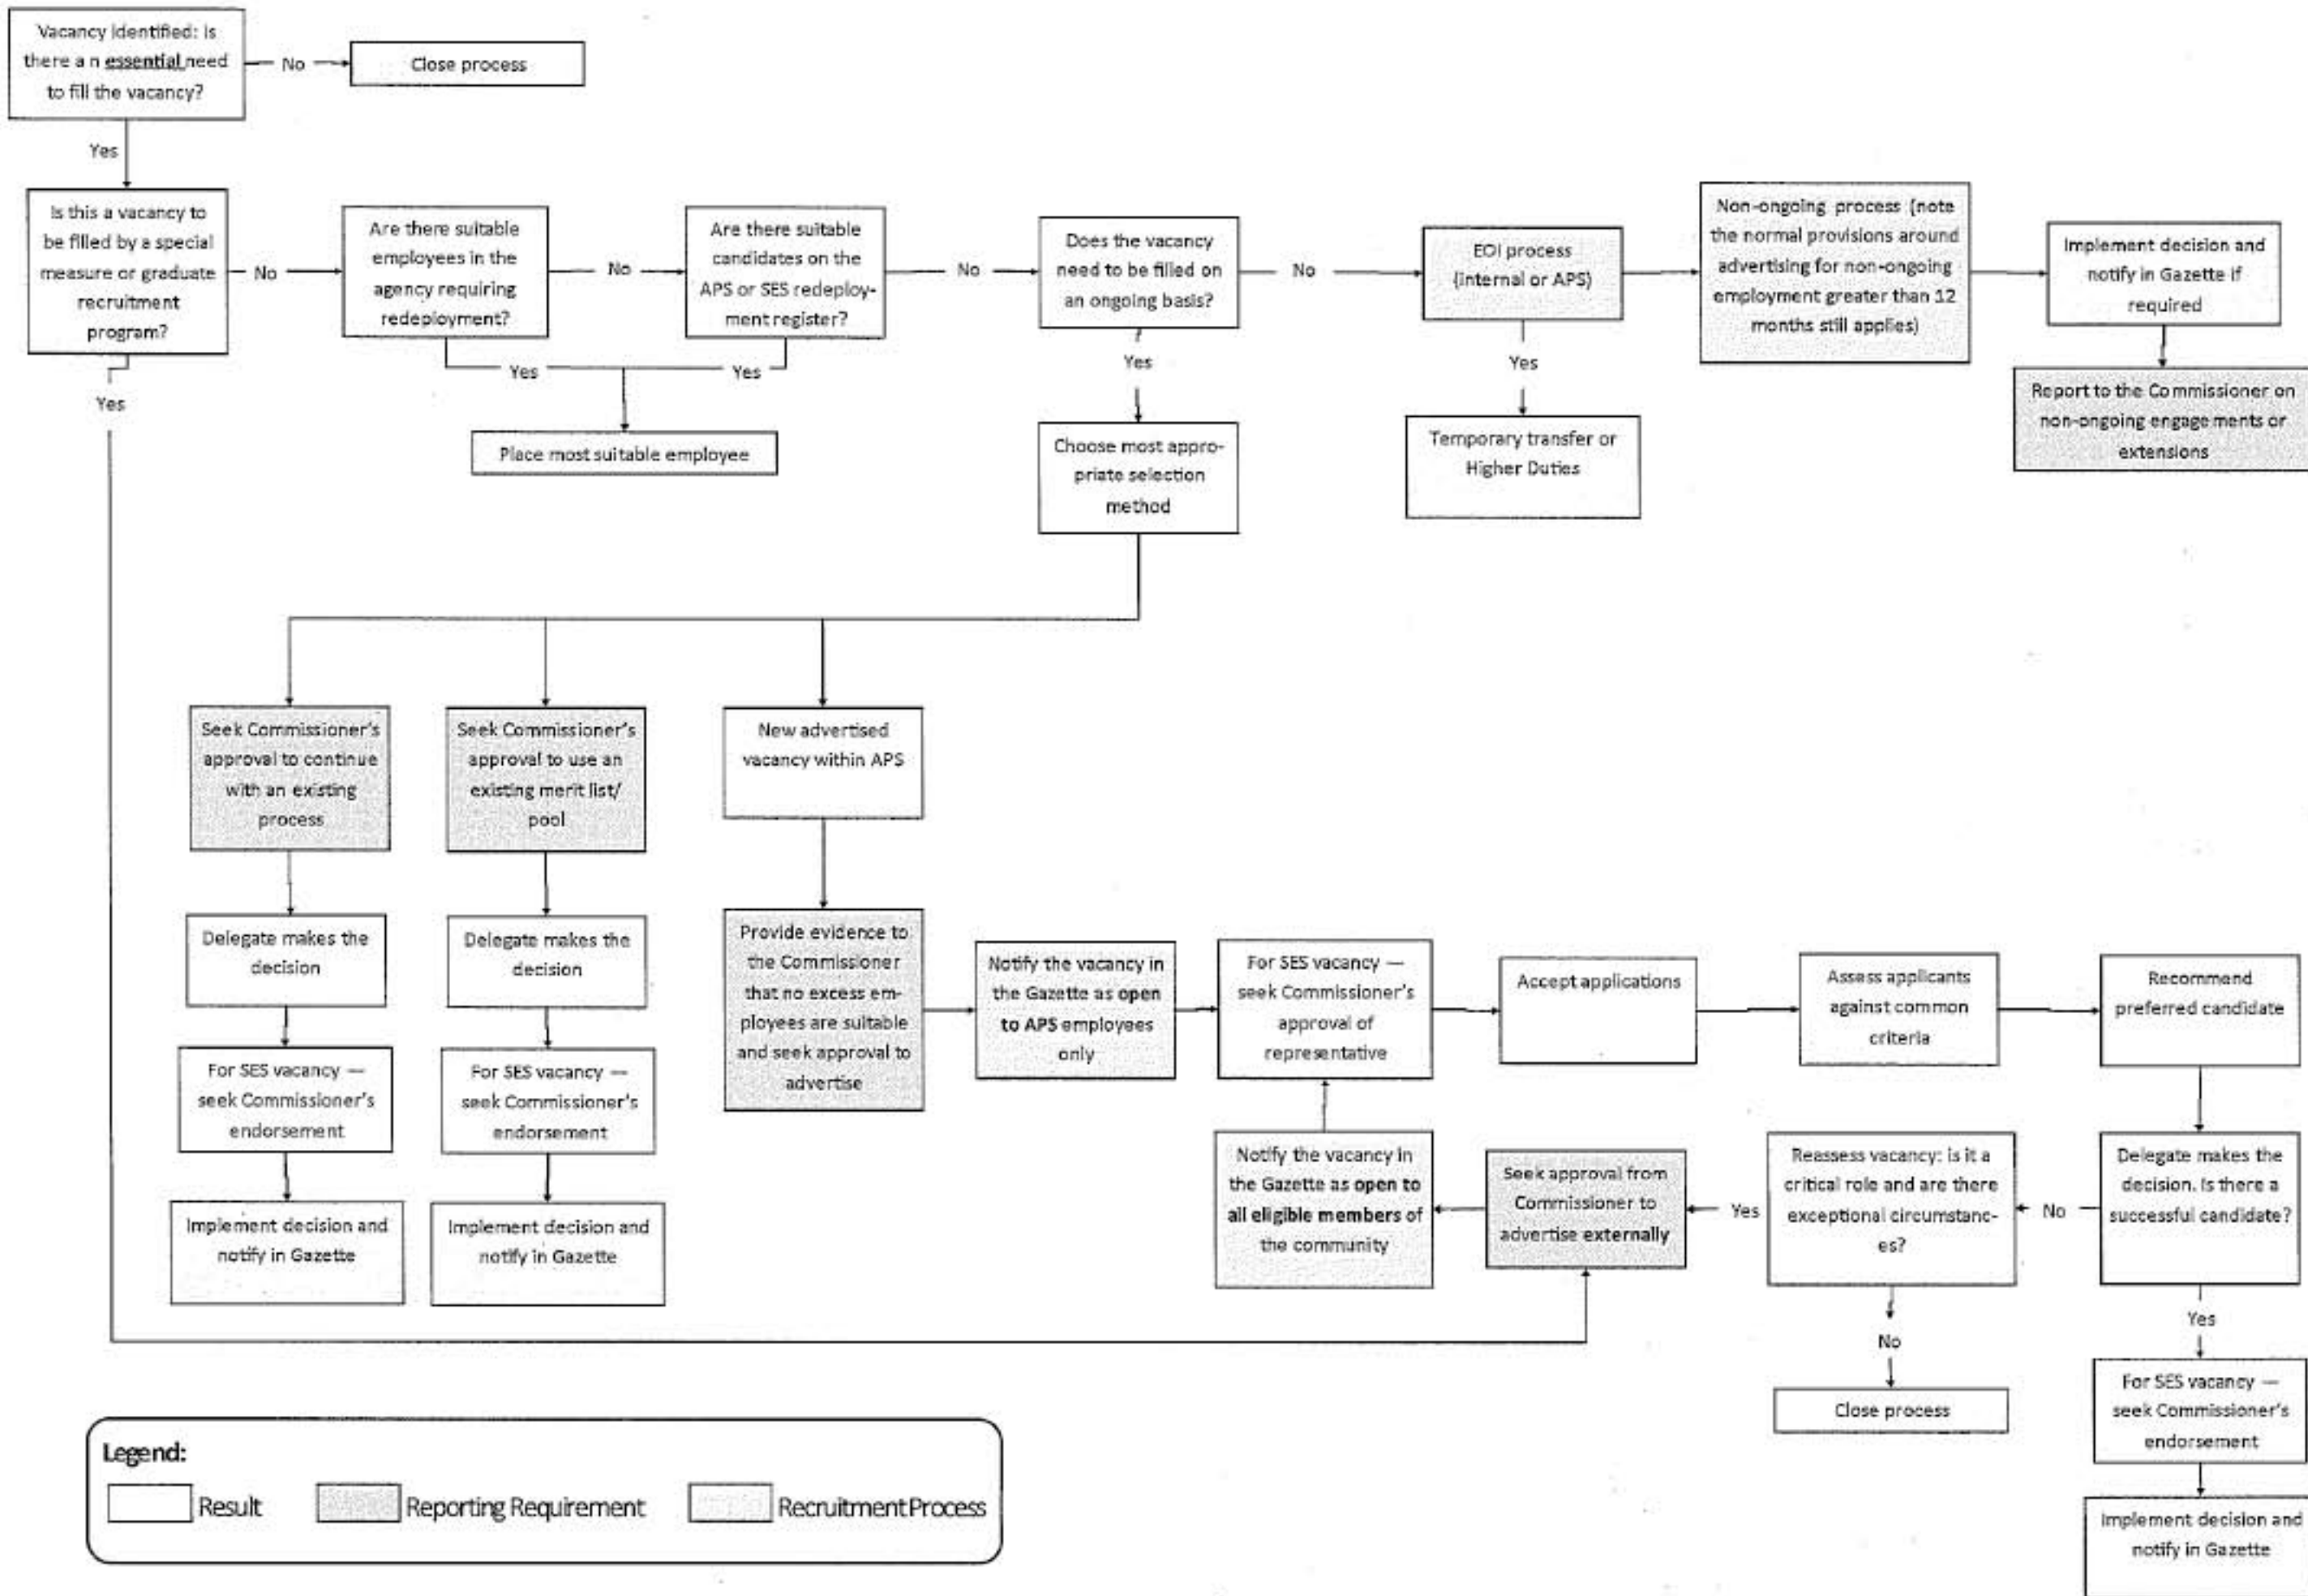 Vacancy Identified: Is
there a n essential need
to fill the vacancy?
No
Close process
Yes
Is this a vacancy to
be filled by a special
measure or graduate
recruitment
program?
No
Are there suitable
employees in the
agency requiring
redeployment?
No
Are there suitable
candidates on the
APS or SES redeploy-
ment register?
No
Does the vacancy
need to be filled on
an ongoing basis?
No
EOI process
(internal or APS)
Non-ongoing process (note
the normal provisions around
advertising for non-ongoing
employment greater than 12
months still applies)
Implement decision and
notify in Gazette if
required
Report to the Commissioner on
non-ongoing engagements or
extensions
Yes
Yes
Yes
Place most suitable employee
Yes
Choose most appro-
priate selection
method
Yes
Temporary transfer or
Higher Duties
Seek Commissioner's
approval to continue
with an existing
process
Delegate makes the
decision
For SES vacancy —
seek Commissioner's
endorsement
Implement decision and
notify in Gazette
Seek Commissioner's
approval to use an
existing merit list/
pool
Delegate makes the
decision
For SES vacancy —
seek Commissioner's
endorsement
Implement decision and
notify in Gazette
New advertised
vacancy within APS
Provide evidence to
the Commissioner
that no excess em-
ployees are suitable
and seek approval to
advertise
Notify the vacancy in
the Gazette as open
to APS employees
only
For SES vacancy —
seek Commissioner's
approval of
representative
Accept applications
Assess applicants
against common
criteria
Recommend
preferred candidate
Delegate makes the
decision. Is there a
successful candidate?
No
Reassess vacancy: is it a
critical role and are there
exceptional circumstanc-
es?
Yes
Seek approval from
Commissioner to
advertise externally
Notify the vacancy in
the Gazette as open to
all eligible members of
the community
No
Close process
Yes
For SES vacancy —
seek Commissioner's
endorsement
Implement decision and
notify in Gazette
Legend:
Result
Reporting Requirement
Recruitment Process